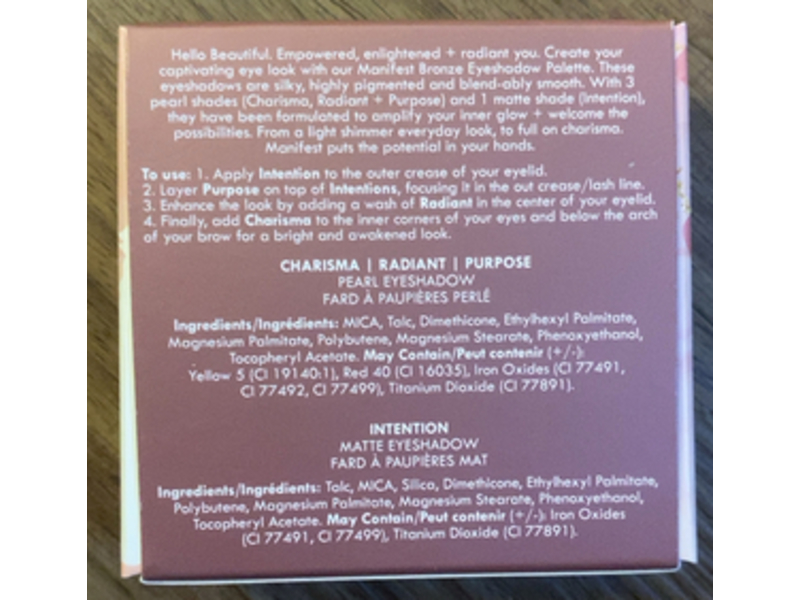 Hello Beautiful. Empowered, enlightened + radiant you. Create your
captivating eye look with our Manifest Bronze Eyeshadow Palette. These
eyeshadows are silky, highly pigmented and blend-ably smooth. With 3
pearl shades (Charisma, Radiant + Purpose) and 1 matte shade (Intention),
they have been formulated to amplify your inner glow + welcome the
possibilities. From a light shimmer everyday look, to full on charisma.
Manifest puts the potential in your hands.
To use: 1. Apply Intention to the outer crease of your eyelid.
2. Layer Purpose on top of Intentions, focusing it in the out crease/lash line.
3. Enhance the look by adding a wash of Radiant in the center of your eyelid.
4. Finally, add Charisma to the inner corners of your eyes and below the arch
of your brow for a bright and awakened look.
CHARISMA | RADIANT | PURPOSE
PEARL EYESHADOW
FARD À PAUPIÈRES PERLÉ
Ingredients/Ingrédients: MICA, Talc, Dimethicone, Ethylhexyl Palmitate,
Magnesium Palmitate, Polybutene, Magnesium Stearate, Phenoxyethanol,
Tocopheryl Acetate. May Contain/Peut contenir (+/-):
Yellow 5 (CI 19140:1), Red 40 (CI 16035), Iron Oxides (CI 77491,
CI 77492, CI 77499), Titanium Dioxide (CI 77891).
INTENTION
MATTE EYESHADOW
FARD À PAUPIÈRES MAT
Ingredients/Ingrédients: Talc, MICA, Silica, Dimethicone, Ethylhexyl Palmitate,
Polybutene, Magnesium Palmitate, Magnesium Stearate, Phenoxyethanol,
Tocopheryl Acetate. May Contain/Peut contenir (+/-): Iron Oxides
(CI 77491, CI 77499), Titanium Dioxide (CI 77891).